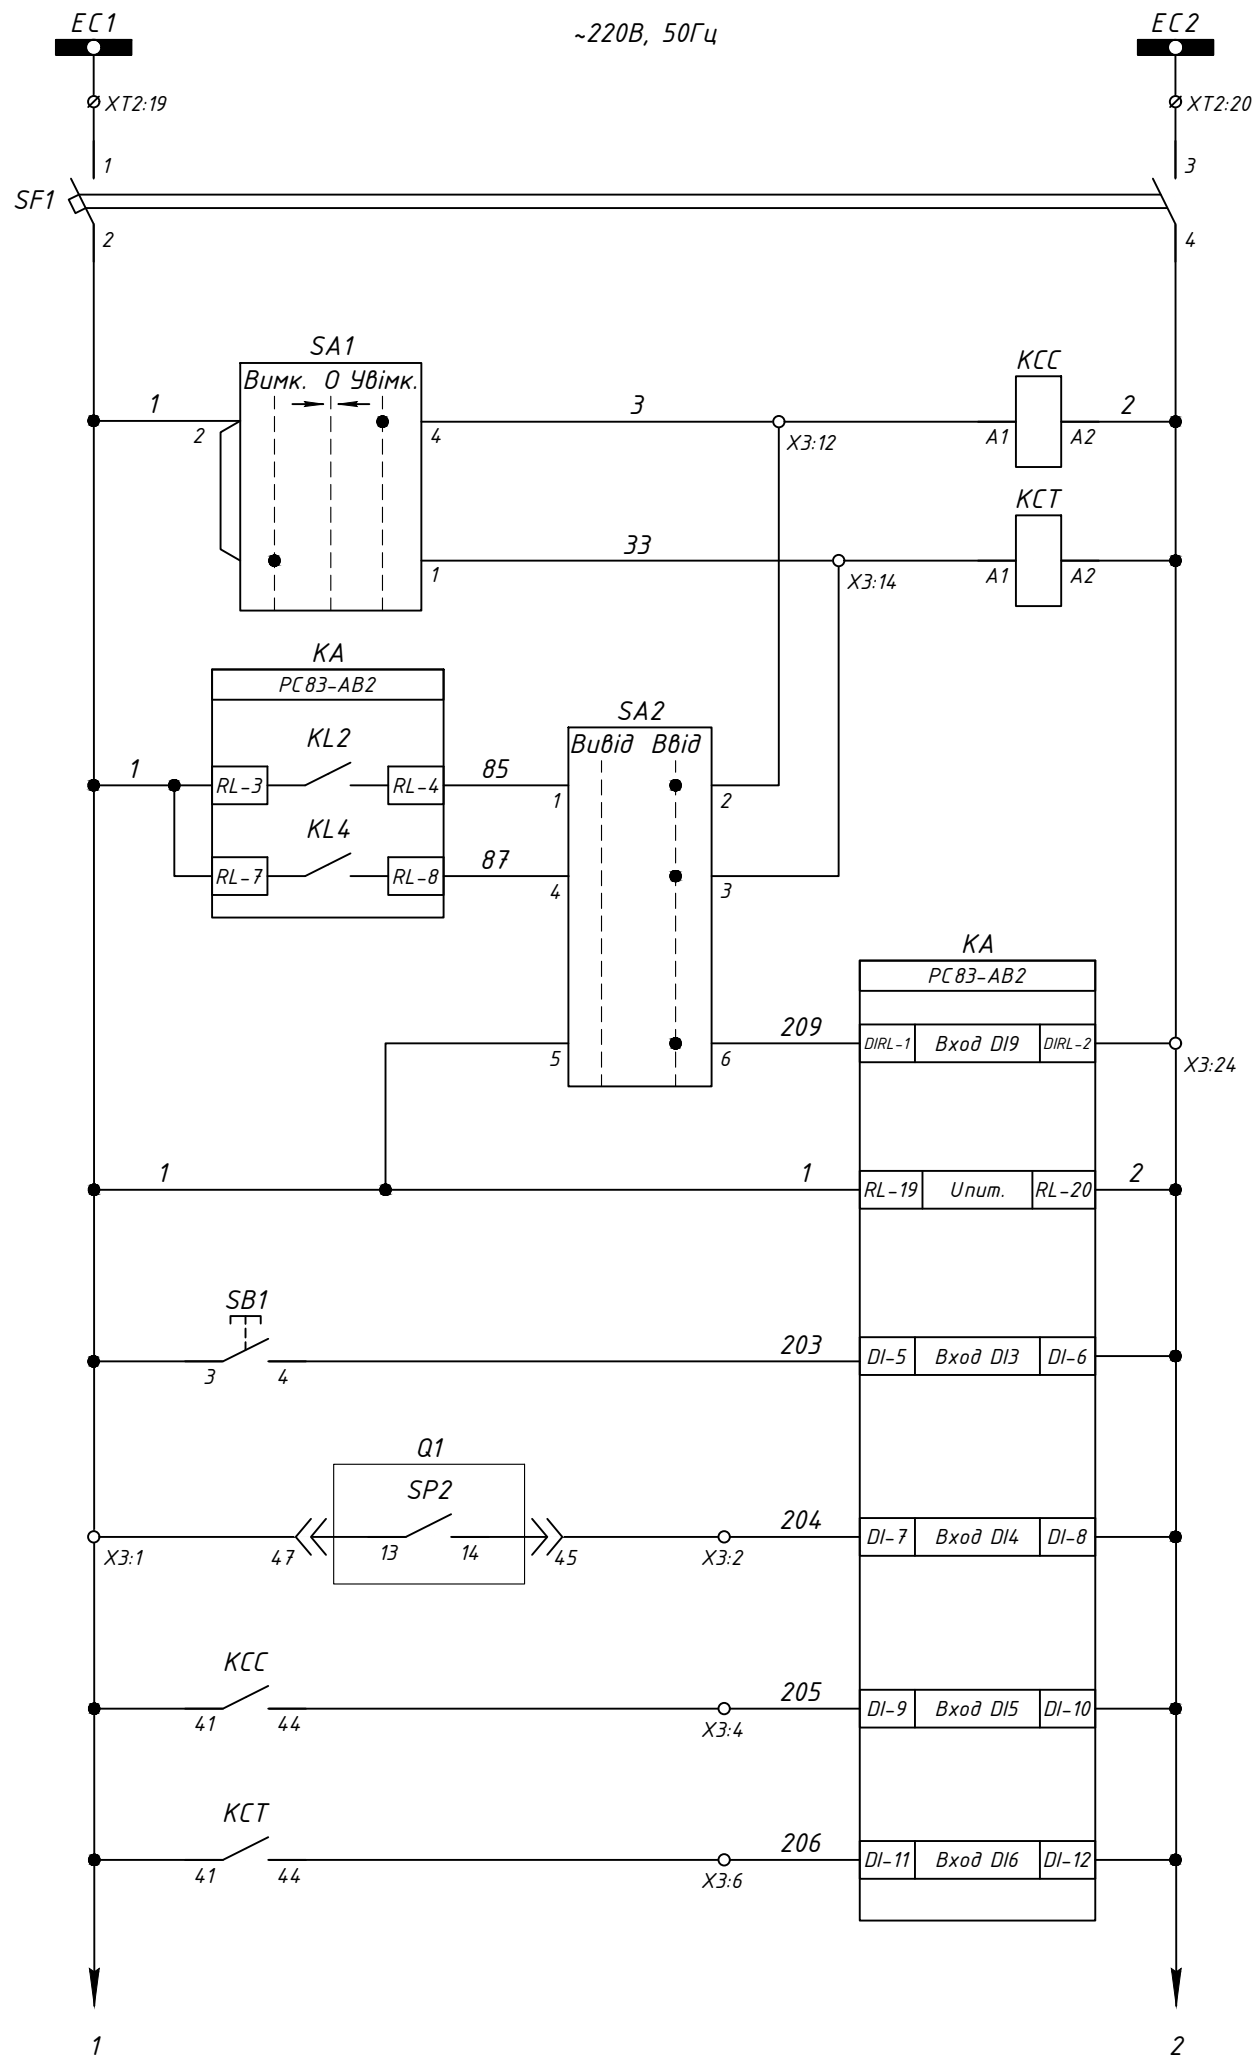 EC1 ~220В, 50Гц EC2
XT2:19 XT2:20
1 3
SF1
2 4
SA1
Вимк. 0 Увімк.
KCC
1 3 2
2 4 X3:12 A1 A2
KCT
33
1 X3:14 A1 A2
KA
PC83-AB2
SA2
KL2 Вивід Ввід
1 RL-3 RL-4 85
1 2
KL4
RL-7 RL-8 87
4 3
KA
PC83-AB2
209 DIRL-1 Вход DI9 DIRL-2
5 6 X3:24
1 1 RL-19 Uпит. RL-20 2
SB1
203 DI-5 Вход DI3 DI-6
3 4
Q1
SP2
204 DI-7 Вход DI4 DI-8
X3:1 47 13 14 45 X3:2
KCC
205 DI-9 Вход DI5 DI-10
41 44 X3:4
KCT
206 DI-11 Вход DI6 DI-12
41 44 X3:6
1 2